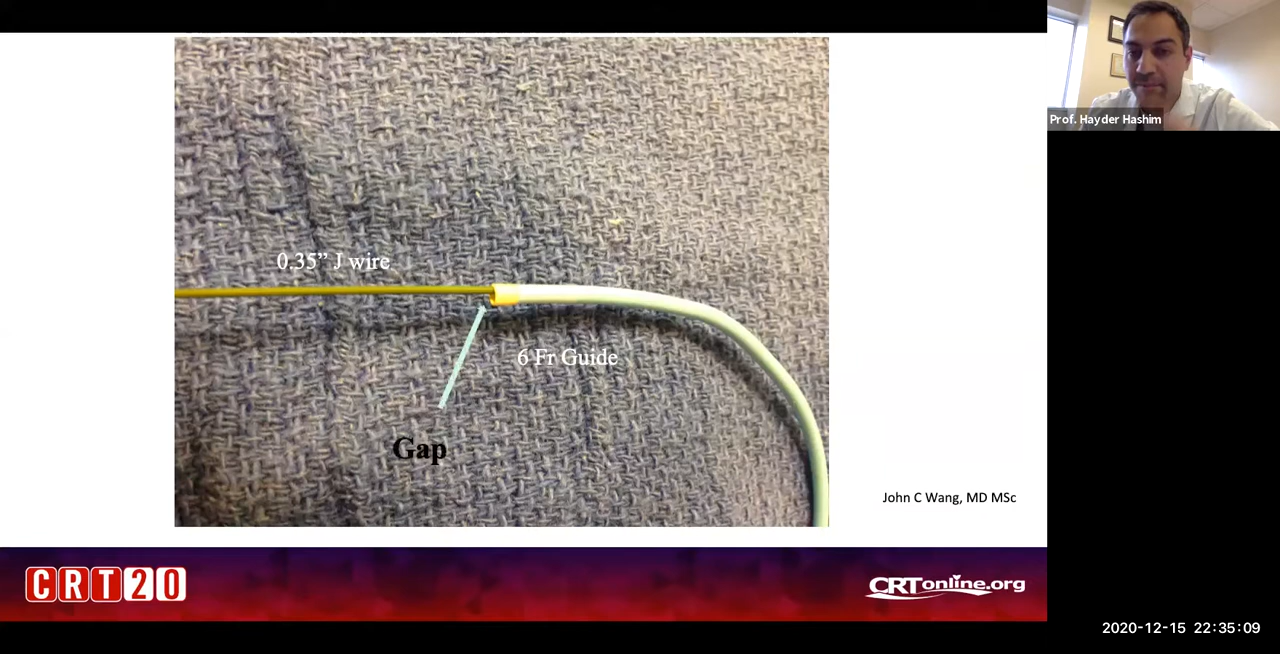 Prof. Hayder Hashim
0.35” J wire
6 Fr Guide
Gap
John C Wang, MD MSc
CRT20
CRTonline.org
2020-12-15 22:35:09